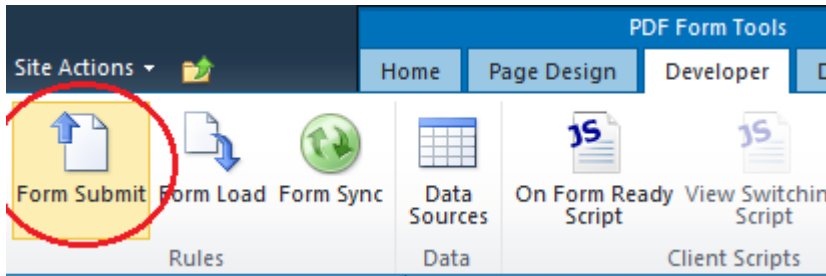 PDF Form Tools
Site Actions
Home Page Design Developer D
Form Submit Form Load Form Sync Data Sources On Form Ready Script View Switchin Script
Rules Data Client Scripts